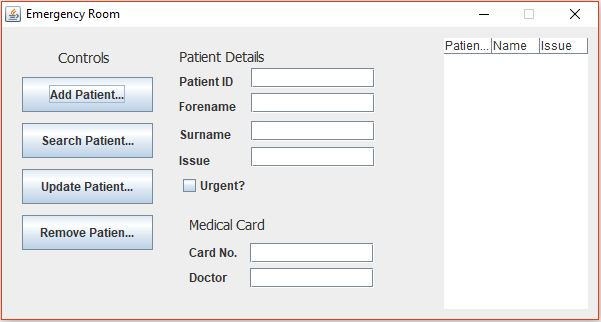 Emergency Room
Controls
Add Patient...
Search Patient...
Update Patient...
Remove Patien...
Patient Details
Patient ID
Forename
Surname
Issue
Urgent?
Medical Card
Card No.
Doctor
Patien... Name Issue